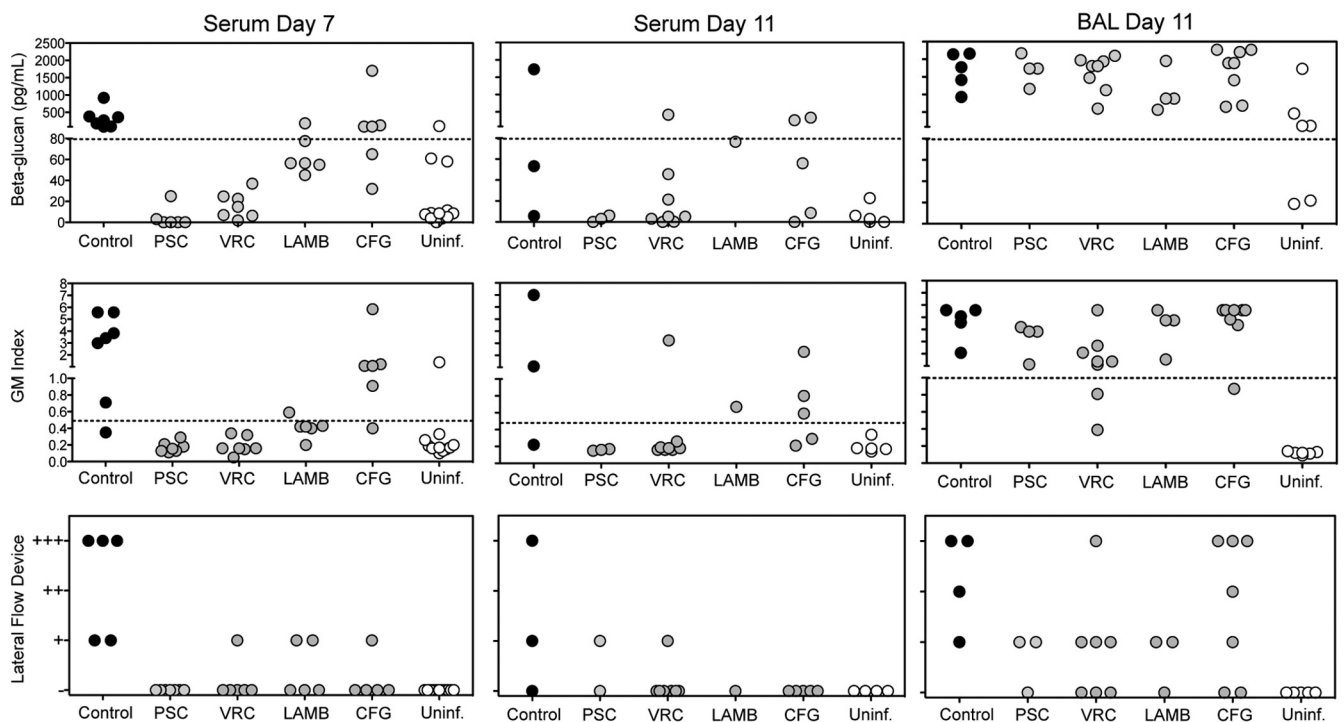 Serum Day 7
Serum Day 11
BAL Day 11
Beta-glucan (pg/mL)
2500
2000
1500
1000
500
80
60
40
20
0
Control PSC VRC LAMB CFG Uninf.
Control PSC VRC LAMB CFG Uninf.
Control PSC VRC LAMB CFG Uninf.
GM Index
8
7
6
5
4
3
2
1.0
0.8
0.6
0.4
0.2
0.0
Control PSC VRC LAMB CFG Uninf.
Control PSC VRC LAMB CFG Uninf.
Control PSC VRC LAMB CFG Uninf.
Lateral Flow Device
+++
++
+
-
Control PSC VRC LAMB CFG Uninf.
Control PSC VRC LAMB CFG Uninf.
Control PSC VRC LAMB CFG Uninf.